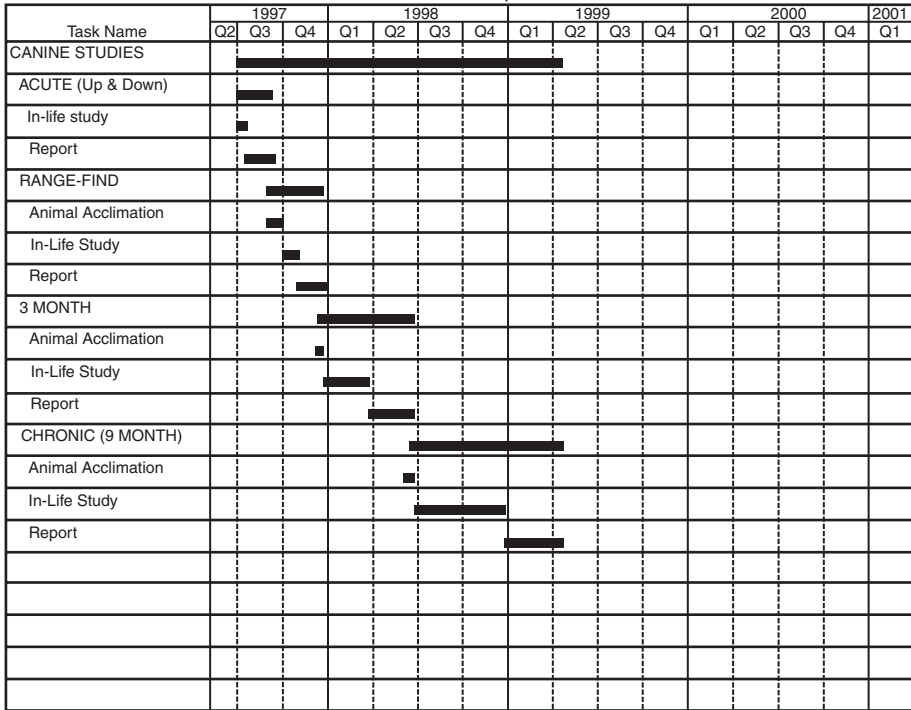 1997 1998 1999 2000 2001
Task Name Q2 Q3 Q4 Q1 Q2 Q3 Q4 Q1 Q2 Q3 Q4 Q1 Q2 Q3 Q4 Q1
CANINE STUDIES
ACUTE (Up & Down)
In-life study
Report
RANGE-FIND
Animal Acclimation
In-Life Study
Report
3 MONTH
Animal Acclimation
In-Life Study
Report
CHRONIC (9 MONTH)
Animal Acclimation
In-Life Study
Report